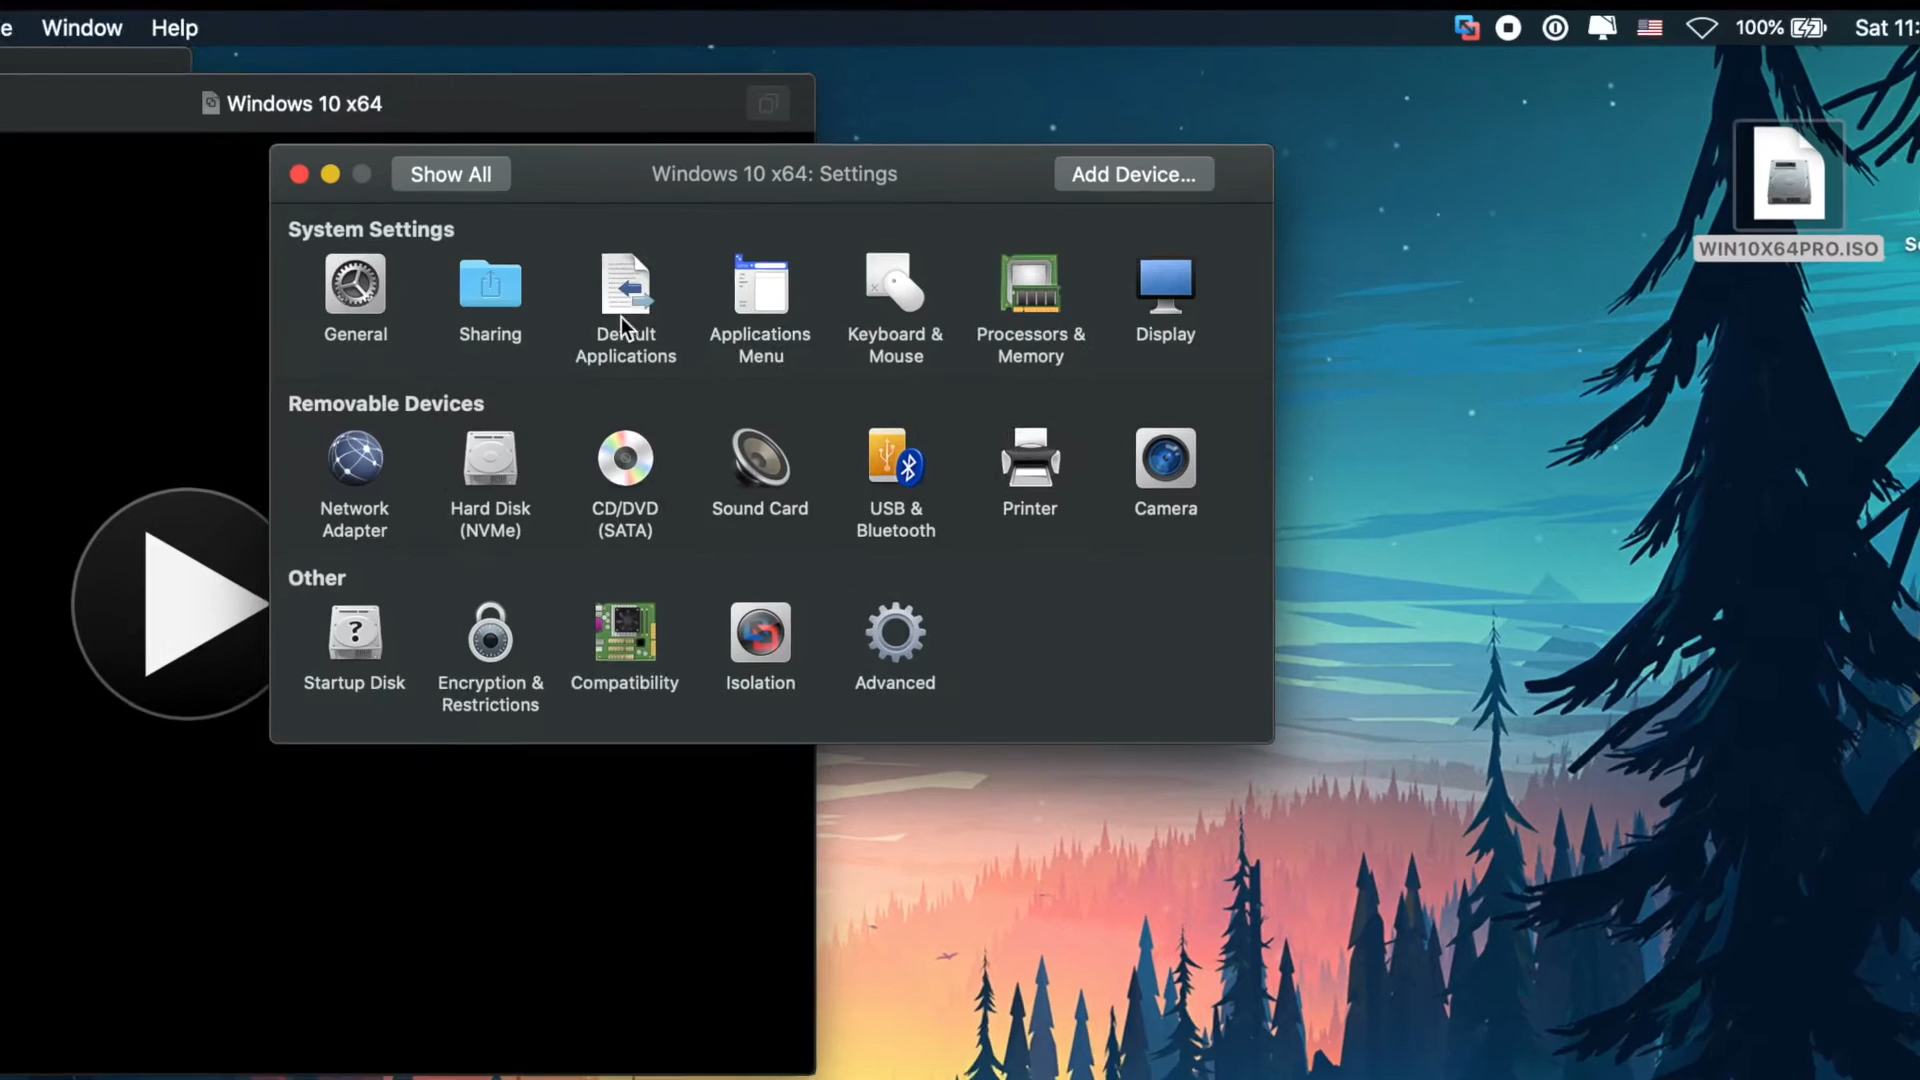 e Window Help
100% Sat 11:
Windows 10 x64
Show All Windows 10 x64: Settings Add Device...
System Settings
General Sharing Default Applications Applications Menu Keyboard & Mouse Processors & Memory Display
Removable Devices
Network Adapter Hard Disk (NVMe) CD/DVD (SATA) Sound Card USB & Bluetooth Printer Camera
Other
Startup Disk Encryption & Restrictions Compatibility Isolation Advanced
WIN10X64PRO.ISO